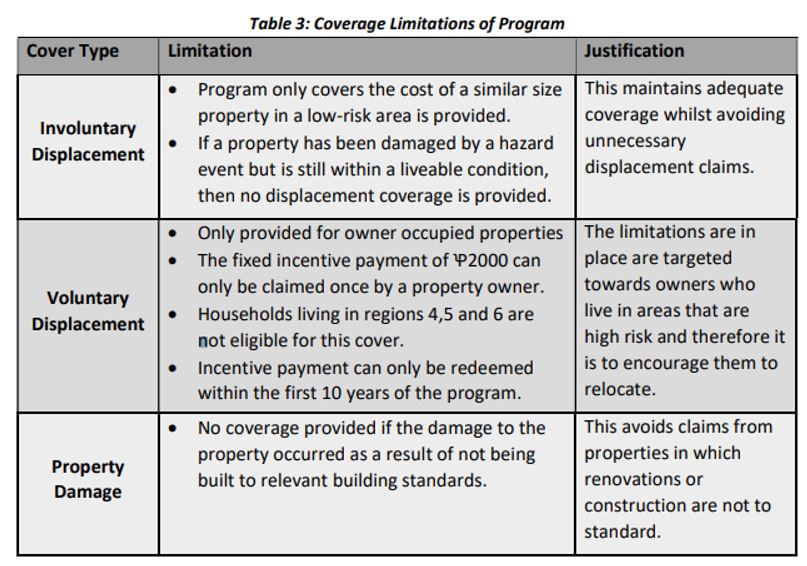 Table 3: Coverage Limitations of Program
Cover Type Limitation Justification
Involuntary
Displacement
• Program only covers the cost of a similar size
property in a low-risk area is provided.
• If a property has been damaged by a hazard
event but is still within a liveable condition,
then no displacement coverage is provided.
This maintains adequate
coverage whilst avoiding
unnecessary
displacement claims.
Voluntary
Displacement
• Only provided for owner occupied properties
• The fixed incentive payment of Ⴒ2000 can
only be claimed once by a property owner.
• Households living in regions 4,5 and 6 are
not eligible for this cover.
• Incentive payment can only be redeemed
within the first 10 years of the program.
The limitations are in
place are targeted
towards owners who
live in areas that are
high risk and therefore it
is to encourage them to
relocate.
Property
Damage
• No coverage provided if the damage to the
property occurred as a result of not being
built to relevant building standards.
This avoids claims from
properties in which
renovations or
construction are not to
standard.